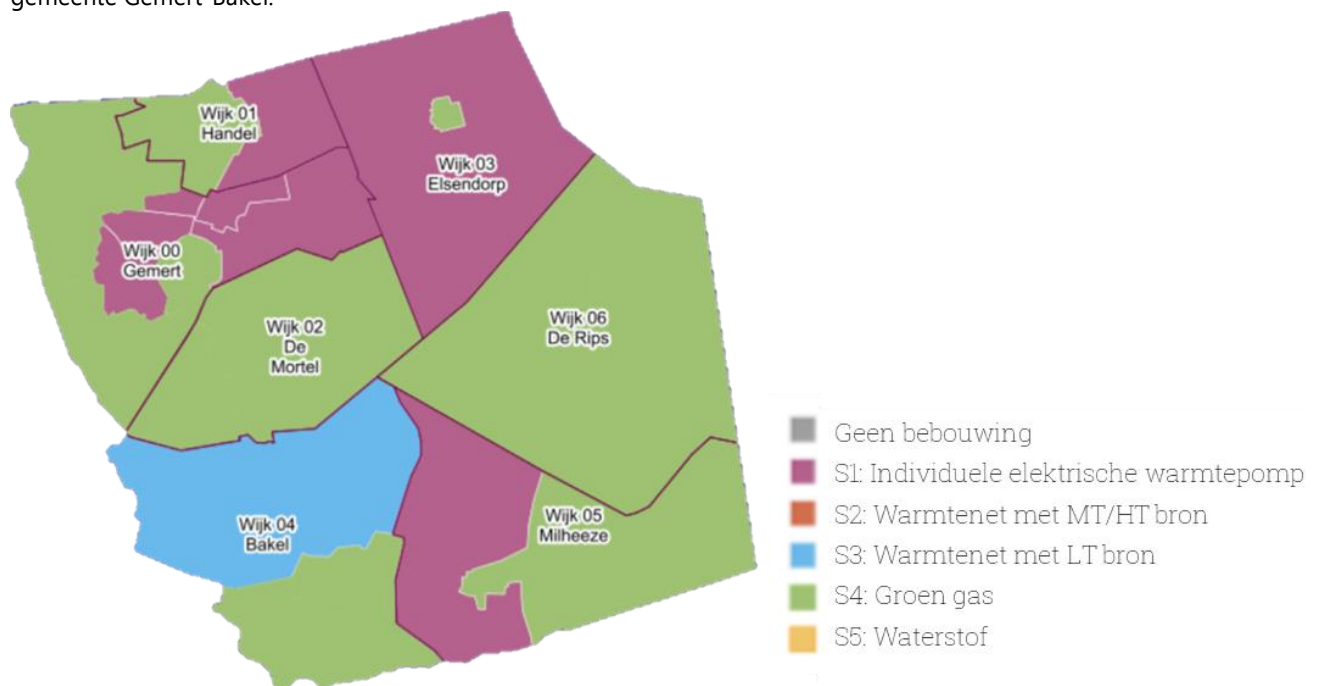 gemeente Gemert-Bakel.
Wijk 01
Handel
Wijk 03
Elsendorp
Wijk 00
Gemert
Wijk 02
De
Mortel
Wijk 06
De Rips
Wijk 04
Bakel
Wijk 05
Milheeze
Geen bebouwing
S1: Individuele elektrische warmtepomp
S2: Warmtenet met MT/HT bron
S3: Warmtenet met LT bron
S4: Groen gas
S5: Waterstof